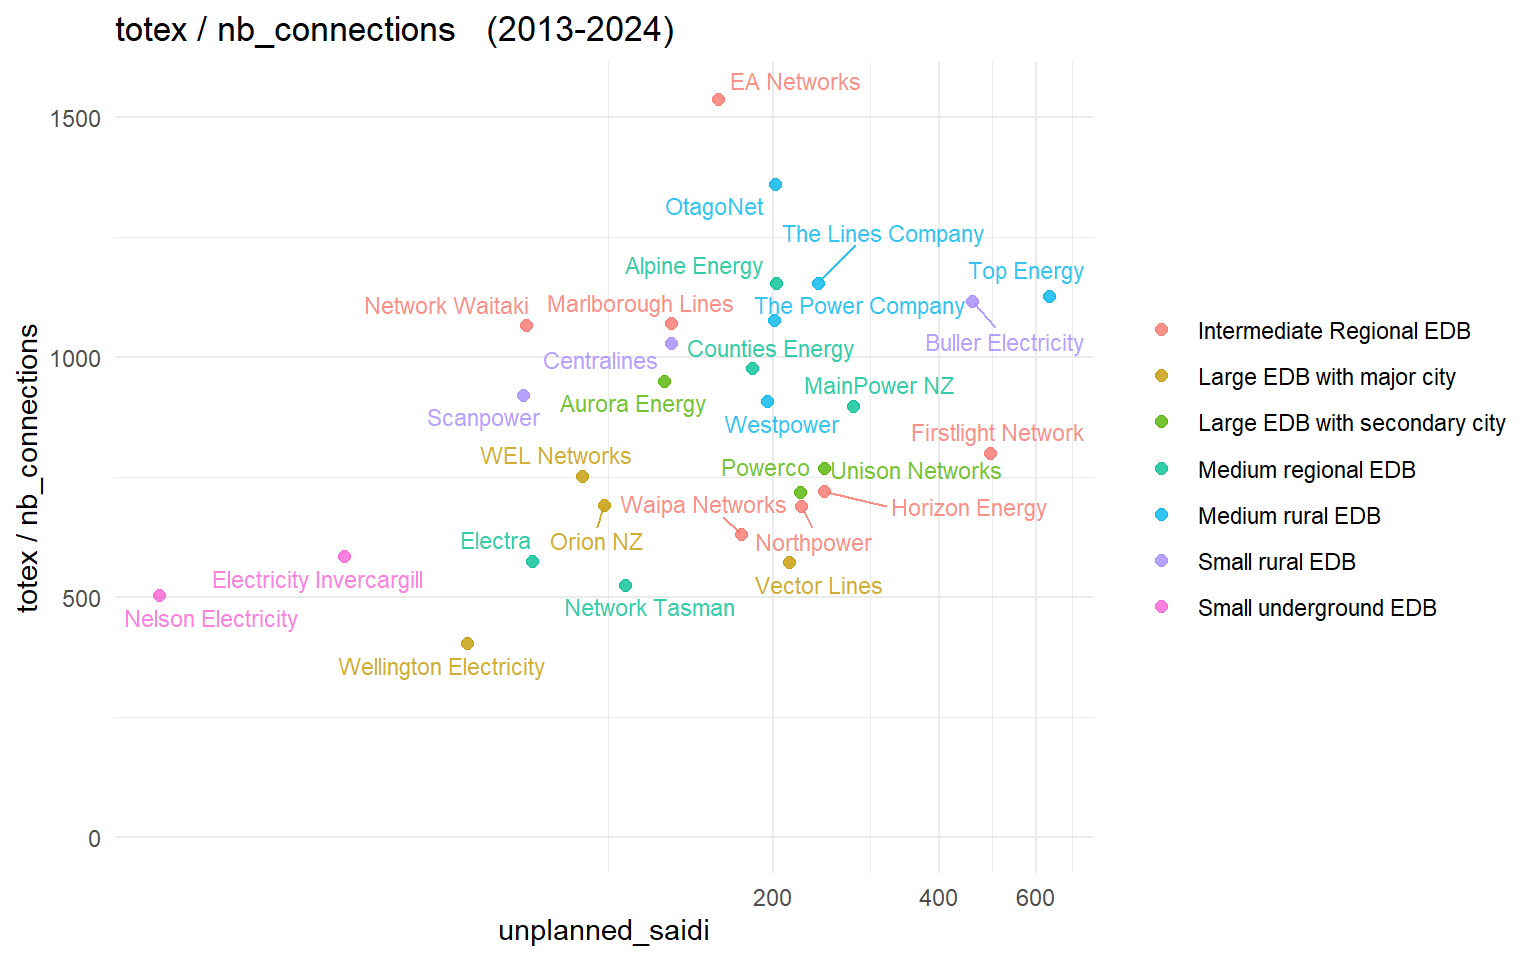 totex / nb_connections (2013-2024)
EA Networks
1500
OtagoNet
The Lines Company
Alpine Energy
Top Energy
Network Waitaki
Marlborough Lines
The Power Company
Buller Electricity
Centralines
Counties Energy
1000
MainPower NZ
Aurora Energy
Scanpower
Westpower
Firstlight Network
WEL Networks
Powerco
Unison Networks
Waipa Networks
Horizon Energy
Orion NZ
Northpower
Electra
Electricity Invercargill
Vector Lines
500
Network Tasman
Nelson Electricity
Wellington Electricity
0
200
400
600
unplanned_saidi
totex / nb_connections
Intermediate Regional EDB
Large EDB with major city
Large EDB with secondary city
Medium regional EDB
Medium rural EDB
Small rural EDB
Small underground EDB